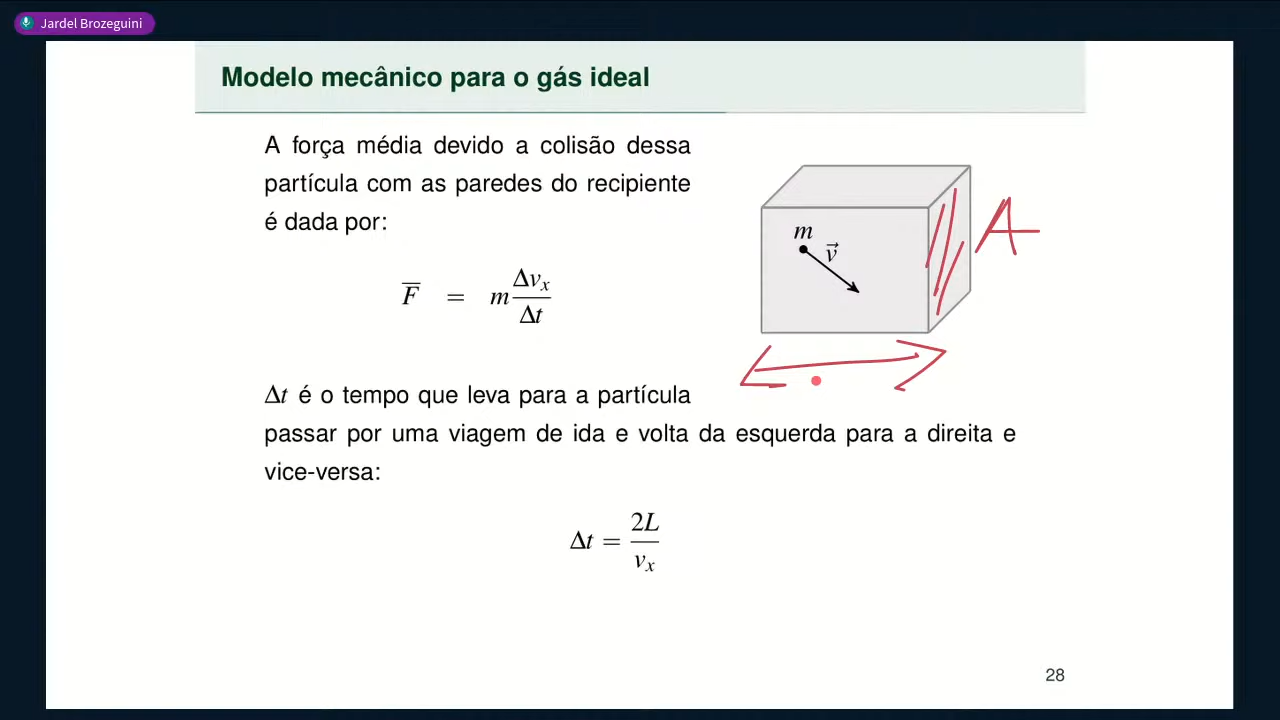 Jardel Brozeguini
Modelo mecânico para o gás ideal
A força média devido a colisão dessa
partícula com as paredes do recipiente
é dada por:
F̅ = m Δvₓ/Δt
m
v⃗
A
Δt é o tempo que leva para a partícula
passar por uma viagem de ida e volta da esquerda para a direita e
vice-versa:
Δt = 2L/vₓ
28